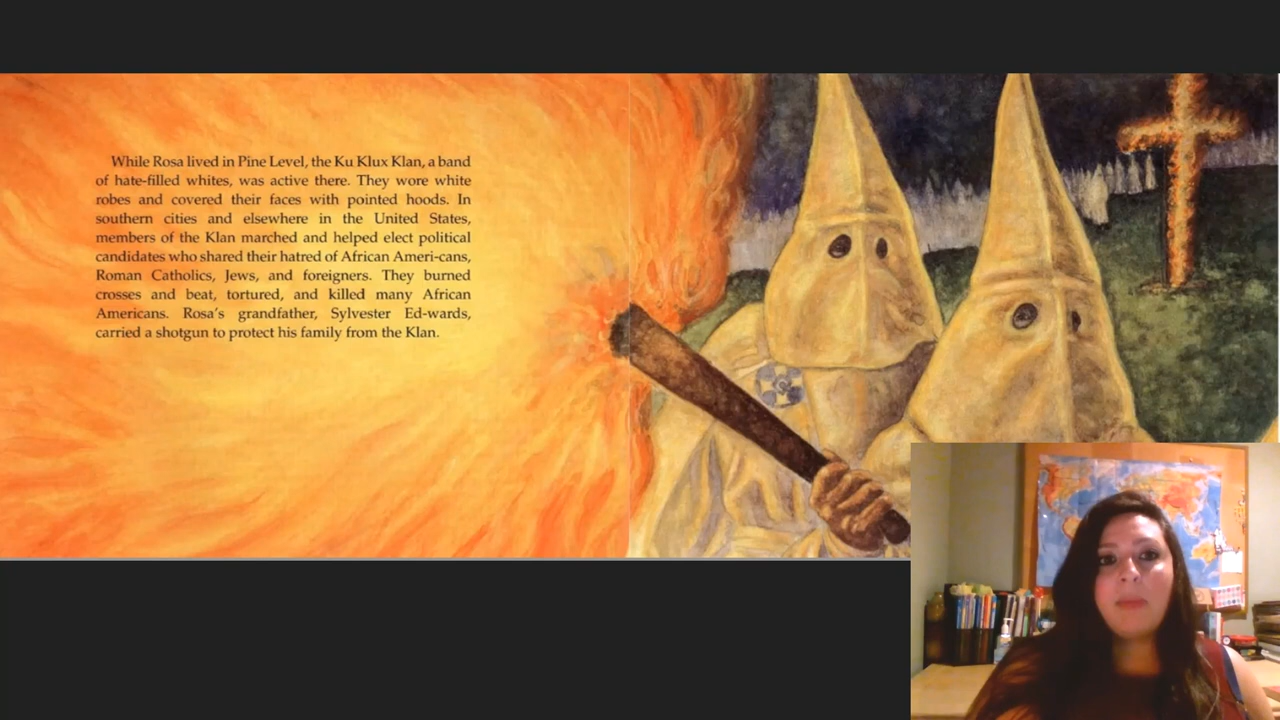 While Rosa lived in Pine Level, the Ku Klux Klan, a band
of hate-filled whites, was active there. They wore white
robes and covered their faces with pointed hoods. In
southern cities and elsewhere in the United States,
members of the Klan marched and helped elect political
candidates who shared their hatred of African Ameri-cans,
Roman Catholics, Jews, and foreigners. They burned
crosses and beat, tortured, and killed many African
Americans. Rosa's grandfather, Sylvester Ed-wards,
carried a shotgun to protect his family from the Klan.